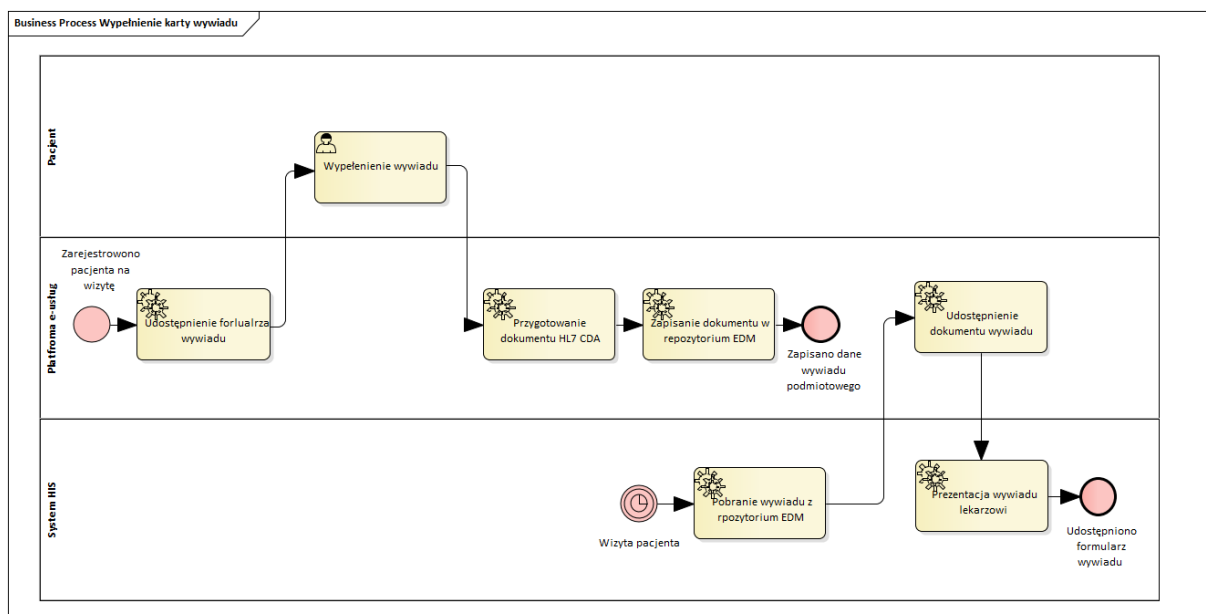 Business Process Wypełnienie karty wywiadu
Pacjent
Wypełenienie wywiadu
Platfroma e-usług
Zarejestrowono
pacjenta na
wizytę
Udostępnienie forlualrza
wywiadu
Przygotowanie
dokumentu HL7 CDA
Zapisanie dokumentu w
repozytorium EDM
Zapisano dane
wywiadu
podmiotowego
Udostępnienie
dokumentu wywiadu
System HIS
Wizyta pacjenta
Pobranie wywiadu z
rpozytorium EDM
Prezentacja wywiadu
lekarzowi
Udostępniono
formularz
wywiadu